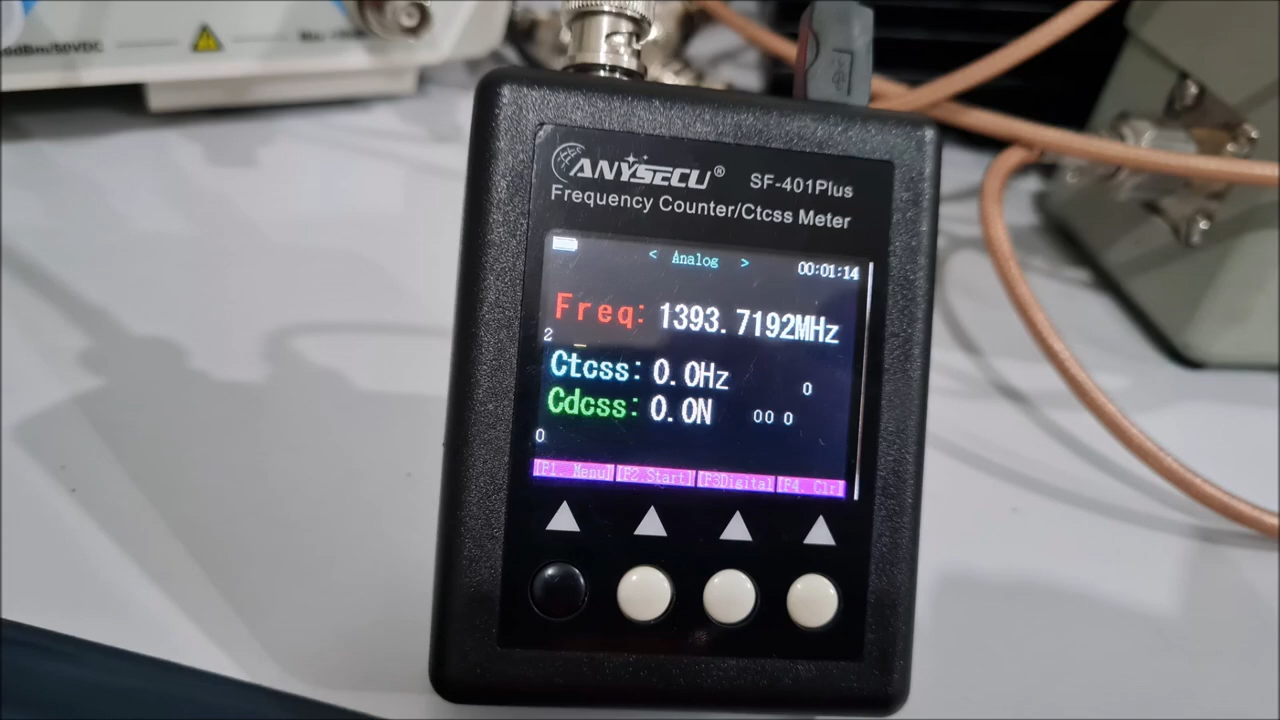 ANYSECU® SF-401Plus
Frequency Counter/Ctcss Meter
< Analog > 00:01:14
Freq: 1393.7192MHz
2
Ctcss: 0.0Hz 0
Cdcss: 0.0N 00 0
0
[F1. Menu] [F2.Start] [F3Digital] [F4. Clr]